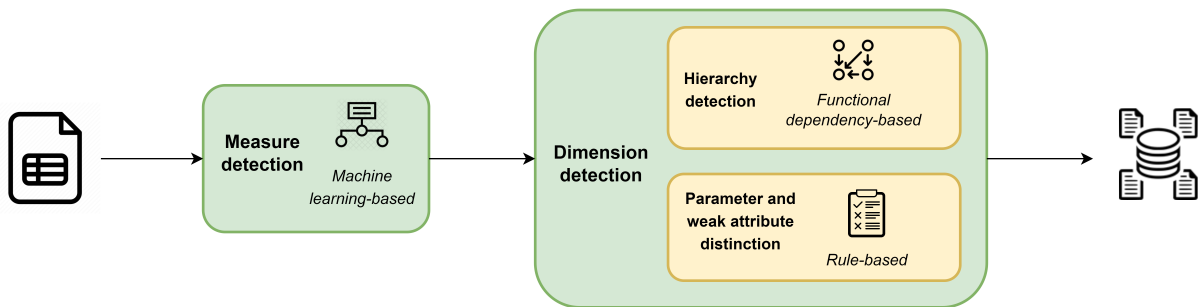 Measure
detection
Machine
learning-based
Dimension
detection
Hierarchy
detection
Functional
dependency-based
Parameter and
weak attribute
distinction
Rule-based